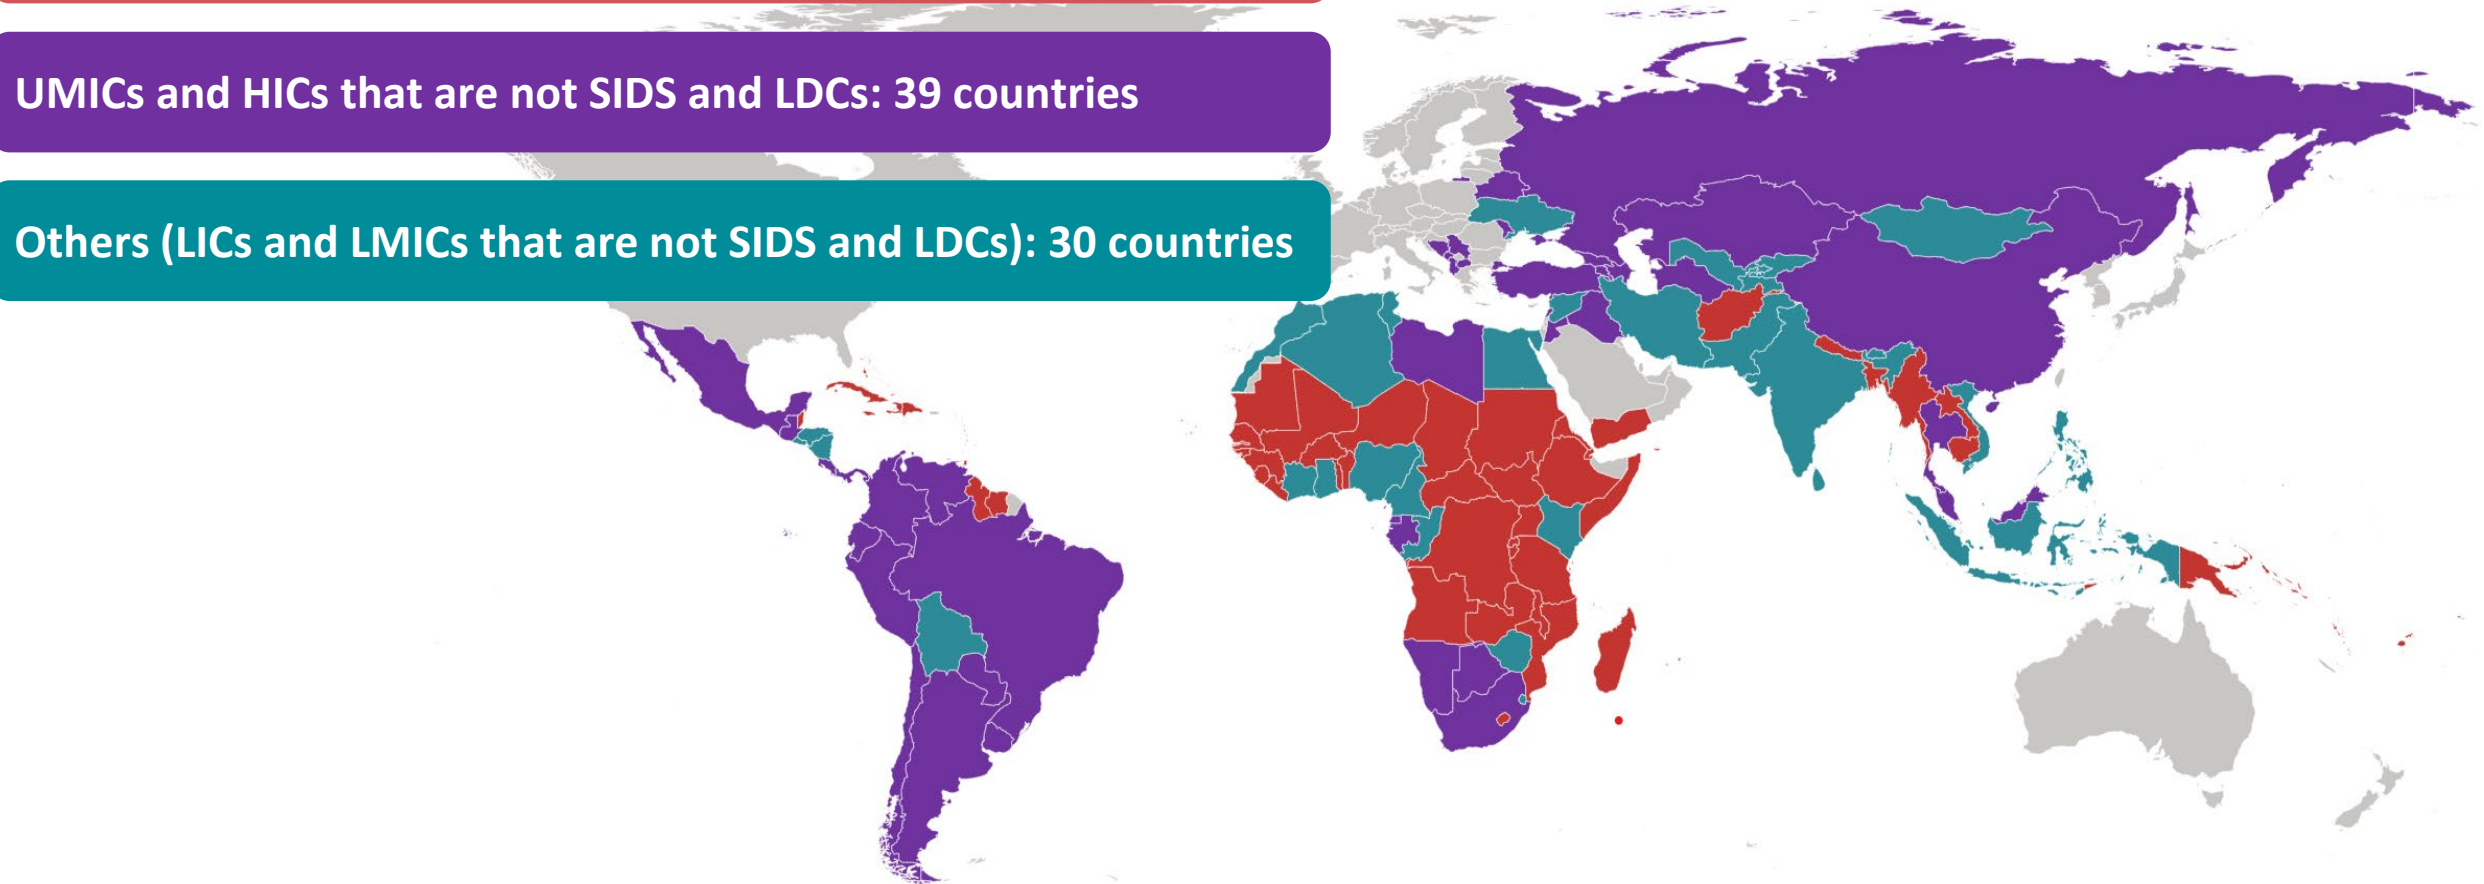 UMICs and HICs that are not SIDS and LDCs: 39 countries
Others (LICs and LMICs that are not SIDS and LDCs): 30 countries